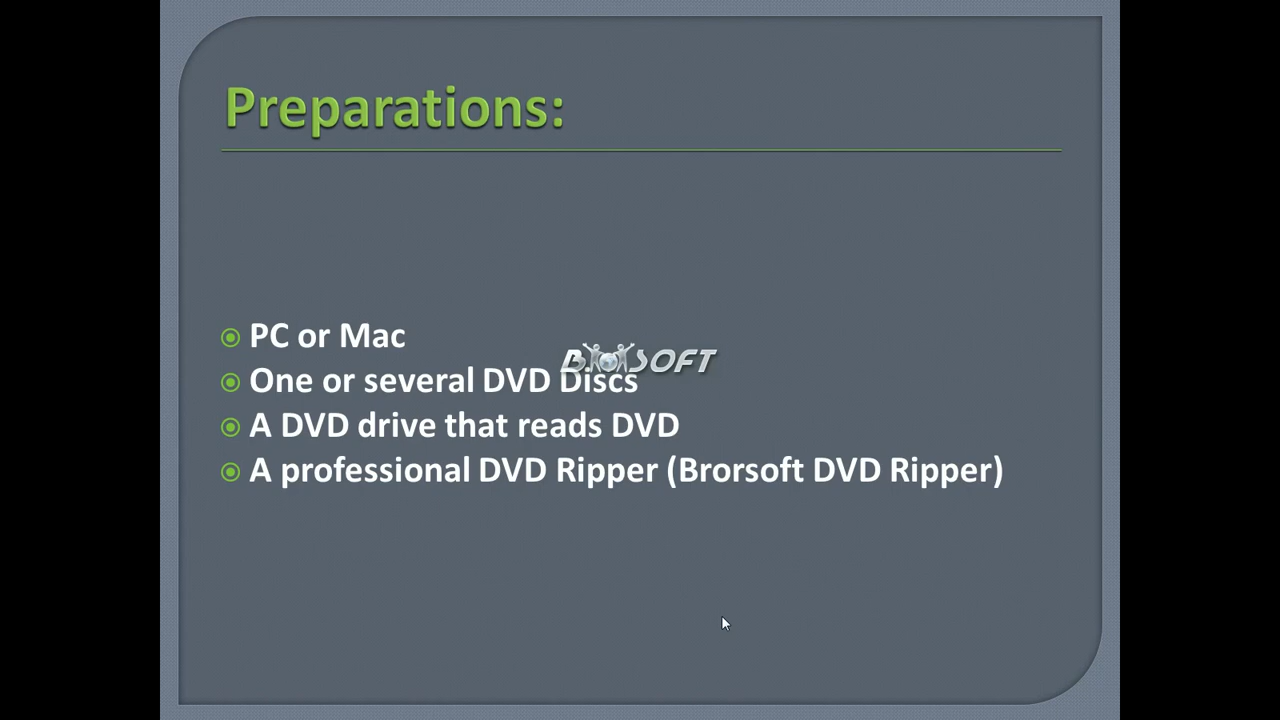 Preparations:
PC or Mac
BRORSOFT
One or several DVD Discs
A DVD drive that reads DVD
A professional DVD Ripper (Brorsoft DVD Ripper)